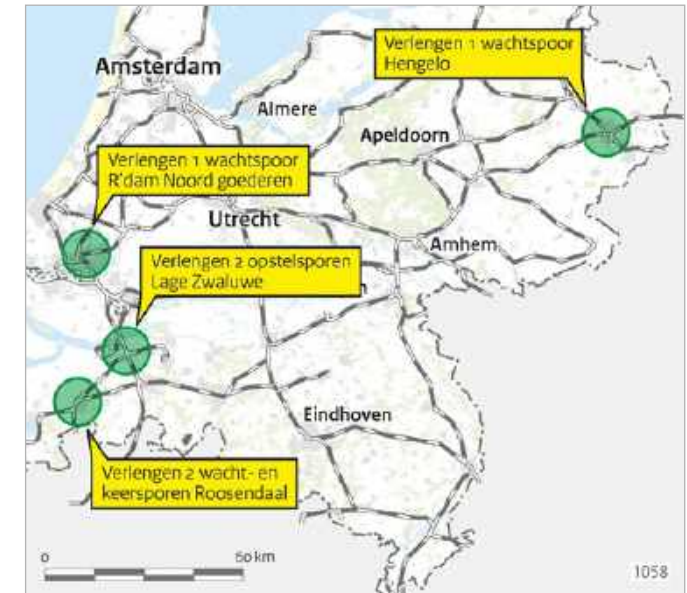 Verlengen 1 wachtspoor
Hengelo
Amsterdam
Almere
Apeldoorn
Verlengen 1 wachtspoor
R'dam Noord goederen
Utrecht
Arnhem
Verlengen 2 opstelsporen
Lage Zwaluwe
Eindhoven
Verlengen 2 wacht- en
keersporen Roosendaal
0
60 km
1058